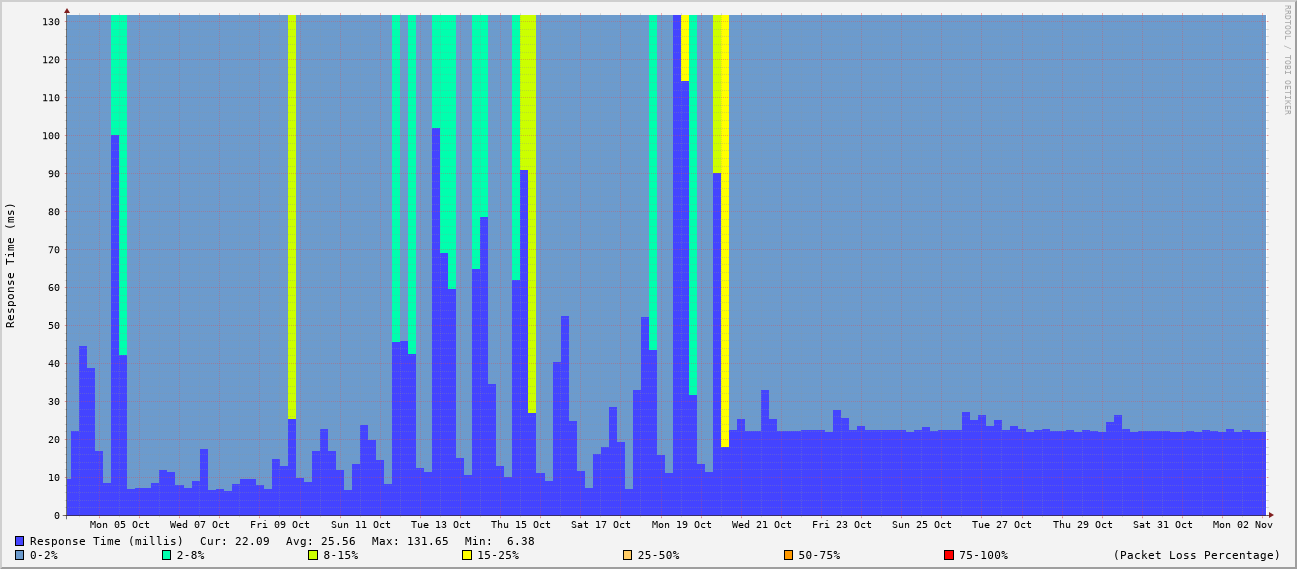 RRDTOOL / TOBI OETIKER
Response Time (ms)
130
120
110
100
90
80
70
60
50
40
30
20
10
0
Mon 05 Oct Wed 07 Oct Fri 09 Oct Sun 11 Oct Tue 13 Oct Thu 15 Oct Sat 17 Oct Mon 19 Oct Wed 21 Oct Fri 23 Oct Sun 25 Oct Tue 27 Oct Thu 29 Oct Sat 31 Oct Mon 02 Nov
Response Time (millis) Cur: 22.09 Avg: 25.56 Max: 131.65 Min: 6.38
0-2% 2-8% 8-15% 15-25% 25-50% 50-75% 75-100% (Packet Loss Percentage)